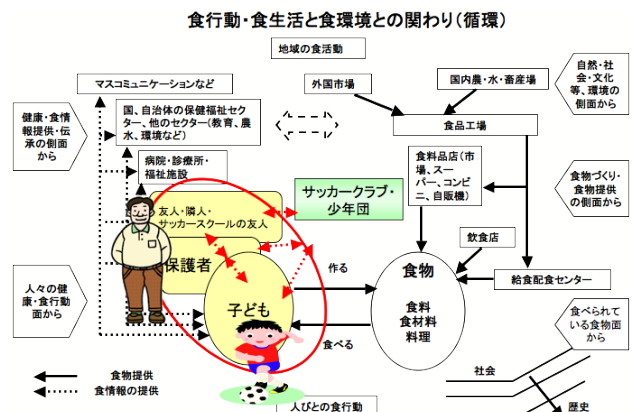 食行動・食生活と食環境との関わり（循環）
地域の食活動
マスコミュニケーションなど
外国市場
国内農・水・畜産場
自然・社
会・文化
等、環境の
側面から
健康・食情
報提供・伝
承の側面
から
国、自治体の保健福祉セク
ター、他のセクター（教育、農
水、環境など）
食品工場
病院・診療所・
福祉施設
食料品店（市
場、スー
パー、コンビ
ニ、自販機）
食物づくり・
食物提供
の側面から
サッカークラブ・
少年団
友人・隣人・
サッカースクールの友人
保護者
飲食店
人々の健
康・食行動
面から
子ども
作る
食べる
食物
食料
食材料
料理
給食配食センター
食べられて
いる食物面
から
食物提供
食情報の提供
社会
歴史
人びとの食行動